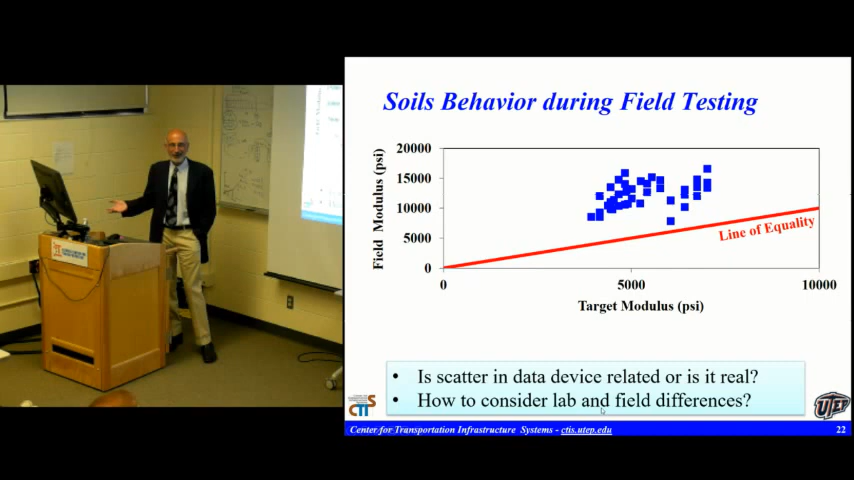 Soils Behavior during Field Testing
Field Modulus (psi)
20000
15000
10000
5000
0
Line of Equality
0
5000
10000
Target Modulus (psi)
• Is scatter in data device related or is it real?
• How to consider lab and field differences?
CTIS
UTEP
Center for Transportation Infrastructure Systems - ctis.utep.edu
22